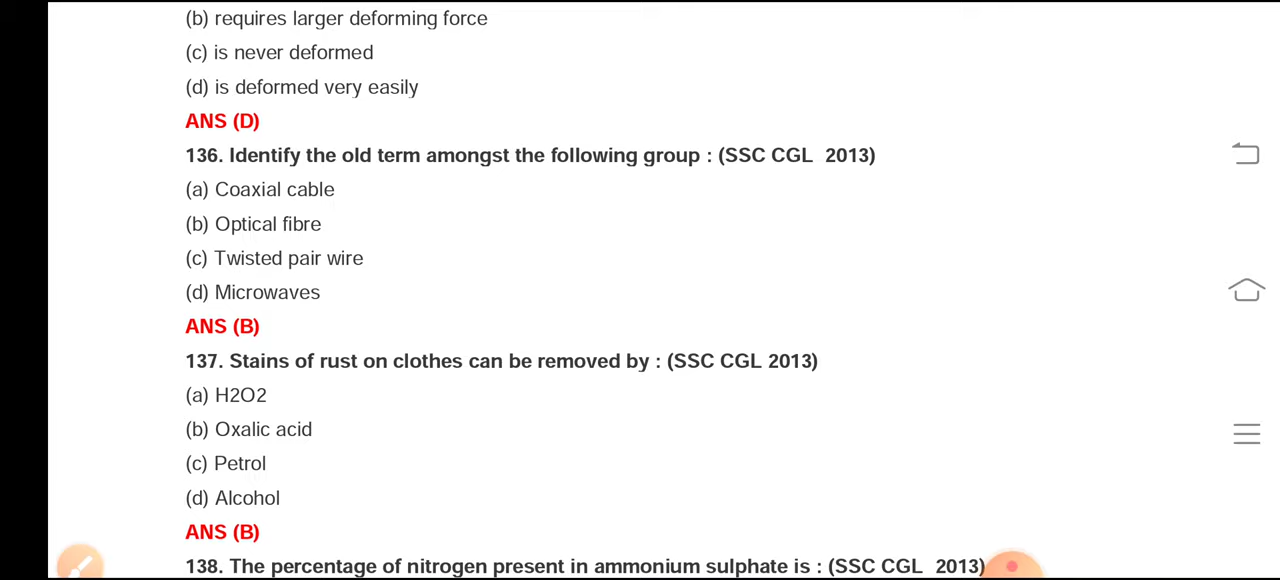 (b) requires larger deforming force
(c) is never deformed
(d) is deformed very easily
ANS (D)
136. Identify the old term amongst the following group : (SSC CGL  2013)
(a) Coaxial cable
(b) Optical fibre
(c) Twisted pair wire
(d) Microwaves
ANS (B)
137. Stains of rust on clothes can be removed by : (SSC CGL 2013)
(a) H2O2
(b) Oxalic acid
(c) Petrol
(d) Alcohol
ANS (B)
138. The percentage of nitrogen present in ammonium sulphate is : (SSC CGL  2013)